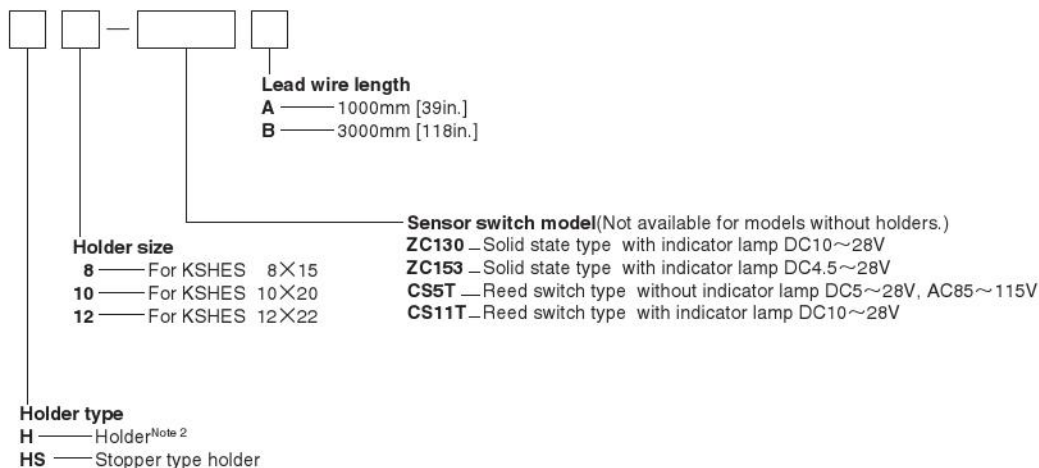 Lead wire length
A 1000mm [39in.]
B 3000mm [118in.]
Sensor switch model(Not available for models without holders.)
ZC130 Solid state type with indicator lamp DC10~28V
ZC153 Solid state type with indicator lamp DC4.5~28V
CS5T Reed switch type without indicator lamp DC5~28V, AC85~115V
CS11T Reed switch type with indicator lamp DC10~28V
Holder size
8 For KSHES 8×15
10 For KSHES 10×20
12 For KSHES 12×22
Holder type
H Holder Note 2
HS Stopper type holder